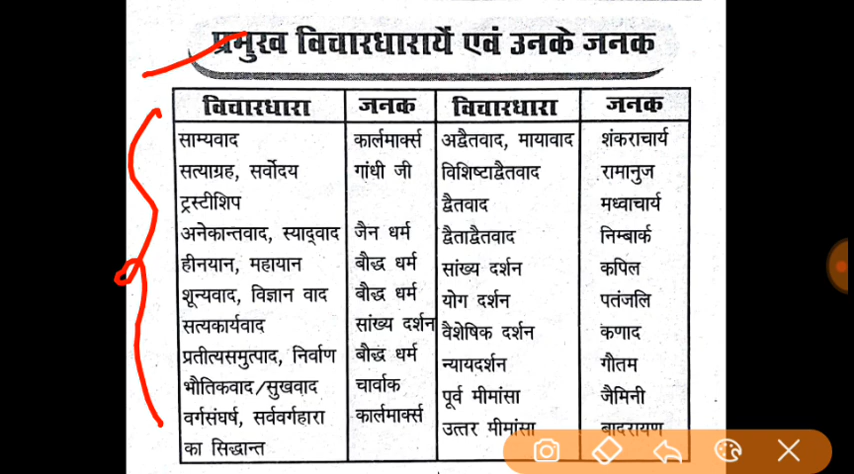 प्रमुख विचारधारायें एवं उनके जनक
विचारधारा जनक विचारधारा जनक
साम्यवाद कार्लमार्क्स अद्वैतवाद, मायावाद शंकराचार्य
सत्याग्रह, सर्वोदय गांधी जी विशिष्टाद्वैतवाद रामानुज
ट्रस्टीशिप द्वैतवाद मध्वाचार्य
अनेकान्तवाद, स्याद्वाद जैन धर्म द्वैताद्वैतवाद निम्बार्क
हीनयान, महायान बौद्ध धर्म सांख्य दर्शन कपिल
शून्यवाद, विज्ञान वाद बौद्ध धर्म योग दर्शन पतंजलि
सत्यकार्यवाद सांख्य दर्शन वैशेषिक दर्शन कणाद
प्रतीत्यसमुत्पाद, निर्वाण बौद्ध धर्म न्यायदर्शन गौतम
भौतिकवाद/सुखवाद चार्वाक पूर्व मीमांसा जैमिनी
वर्गसंघर्ष, सर्ववर्गहारा कार्लमार्क्स उत्तर मीमांसा बादरायण
का सिद्धान्त